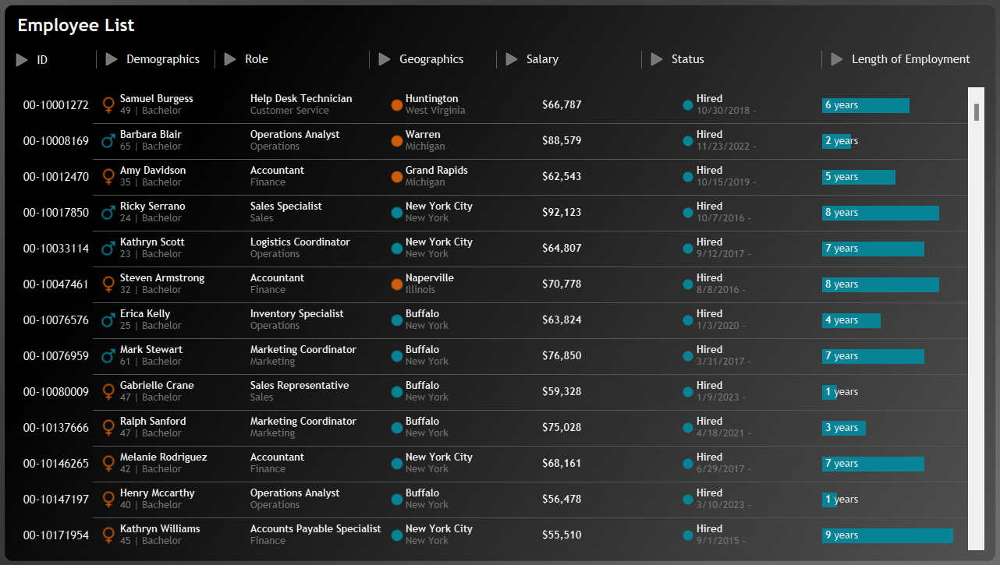 Employee List
ID Demographics Role Geographics Salary Status Length of Employment
00-10001272 Samuel Burgess Help Desk Technician Huntington $66,787 Hired 6 years
49 | Bachelor Customer Service West Virginia 10/30/2018 -
00-10008169 Barbara Blair Operations Analyst Warren $88,579 Hired 2 years
65 | Bachelor Operations Michigan 11/23/2022 -
00-10012470 Amy Davidson Accountant Grand Rapids $62,543 Hired 5 years
35 | Bachelor Finance Michigan 10/15/2019 -
00-10017850 Ricky Serrano Sales Specialist New York City $92,123 Hired 8 years
24 | Bachelor Sales New York 10/7/2016 -
00-10033114 Kathryn Scott Logistics Coordinator New York City $64,807 Hired 7 years
23 | Bachelor Operations New York 9/12/2017 -
00-10047461 Steven Armstrong Accountant Naperville $70,778 Hired 8 years
32 | Bachelor Finance Illinois 8/8/2016 -
00-10076576 Erica Kelly Inventory Specialist Buffalo $63,824 Hired 4 years
25 | Bachelor Operations New York 1/3/2020 -
00-10076959 Mark Stewart Marketing Coordinator Buffalo $76,850 Hired 7 years
61 | Bachelor Marketing New York 3/31/2017 -
00-10080009 Gabrielle Crane Sales Representative Buffalo $59,328 Hired 1 years
47 | Bachelor Sales New York 1/9/2023 -
00-10137666 Ralph Sanford Marketing Coordinator Buffalo $75,028 Hired 3 years
47 | Bachelor Marketing New York 4/18/2021 -
00-10146265 Melanie Rodriguez Accountant New York City $68,161 Hired 7 years
42 | Bachelor Finance New York 6/29/2017 -
00-10147197 Henry Mccarthy Operations Analyst Buffalo $56,478 Hired 1 years
40 | Bachelor Operations New York 3/10/2023 -
00-10171954 Kathryn Williams Accounts Payable Specialist New York City $55,510 Hired 9 years
45 | Bachelor Finance New York 9/1/2015 -